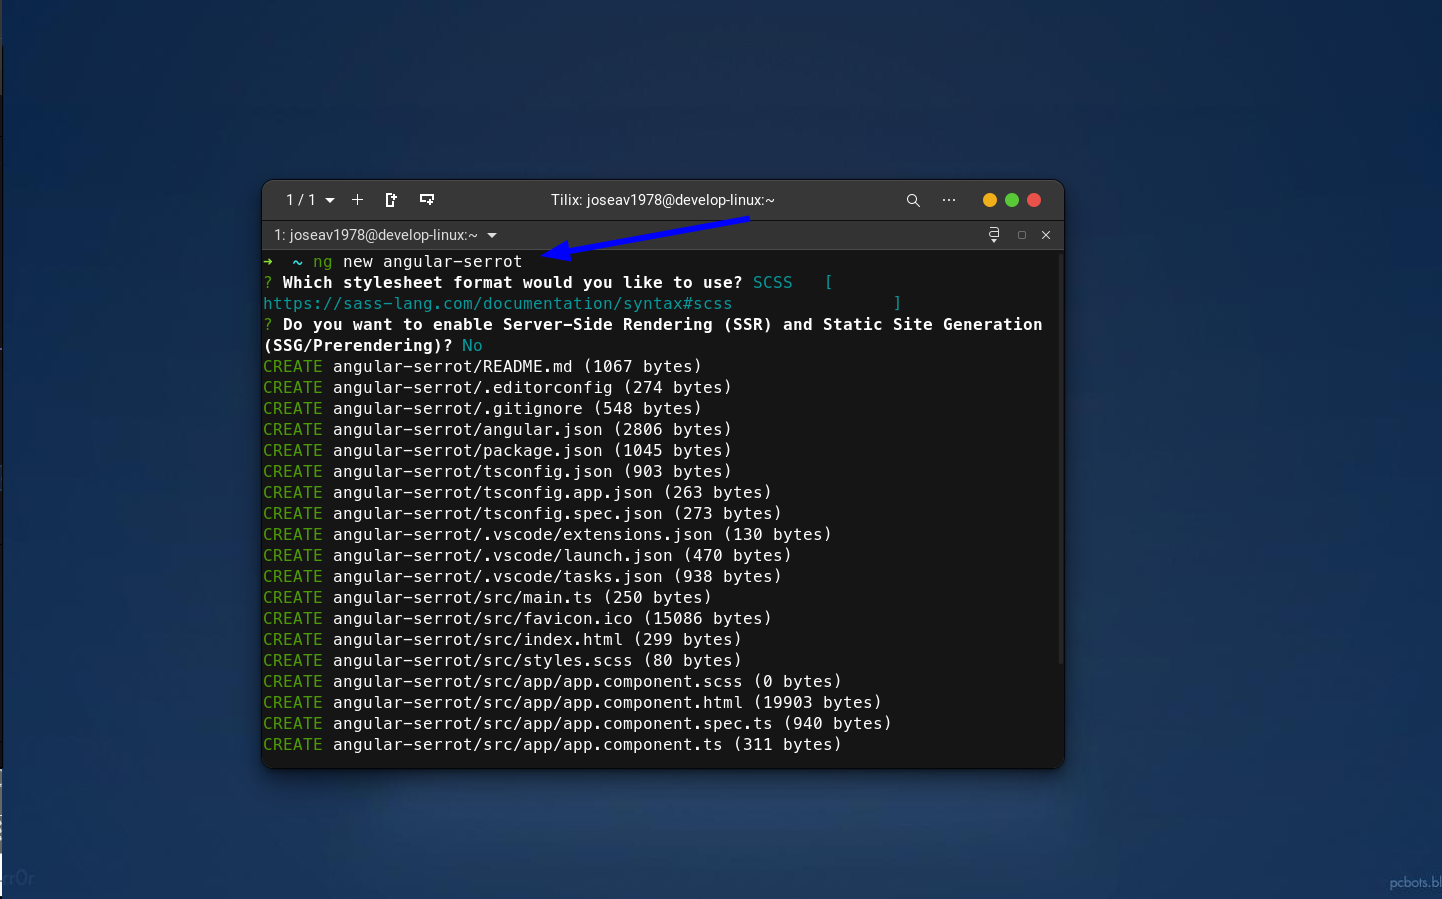 1 / 1
Tilix: joseav1978@develop-linux:~
1: joseav1978@develop-linux:~
➜ ~ ng new angular-serrot
? Which stylesheet format would you like to use? SCSS [
https://sass-lang.com/documentation/syntax#scss ]
? Do you want to enable Server-Side Rendering (SSR) and Static Site Generation
(SSG/Prerendering)? No
CREATE angular-serrot/README.md (1067 bytes)
CREATE angular-serrot/.editorconfig (274 bytes)
CREATE angular-serrot/.gitignore (548 bytes)
CREATE angular-serrot/angular.json (2806 bytes)
CREATE angular-serrot/package.json (1045 bytes)
CREATE angular-serrot/tsconfig.json (903 bytes)
CREATE angular-serrot/tsconfig.app.json (263 bytes)
CREATE angular-serrot/tsconfig.spec.json (273 bytes)
CREATE angular-serrot/.vscode/extensions.json (130 bytes)
CREATE angular-serrot/.vscode/launch.json (470 bytes)
CREATE angular-serrot/.vscode/tasks.json (938 bytes)
CREATE angular-serrot/src/main.ts (250 bytes)
CREATE angular-serrot/src/favicon.ico (15086 bytes)
CREATE angular-serrot/src/index.html (299 bytes)
CREATE angular-serrot/src/styles.scss (80 bytes)
CREATE angular-serrot/src/app/app.component.scss (0 bytes)
CREATE angular-serrot/src/app/app.component.html (19903 bytes)
CREATE angular-serrot/src/app/app.component.spec.ts (940 bytes)
CREATE angular-serrot/src/app/app.component.ts (311 bytes)
pcbots.bl